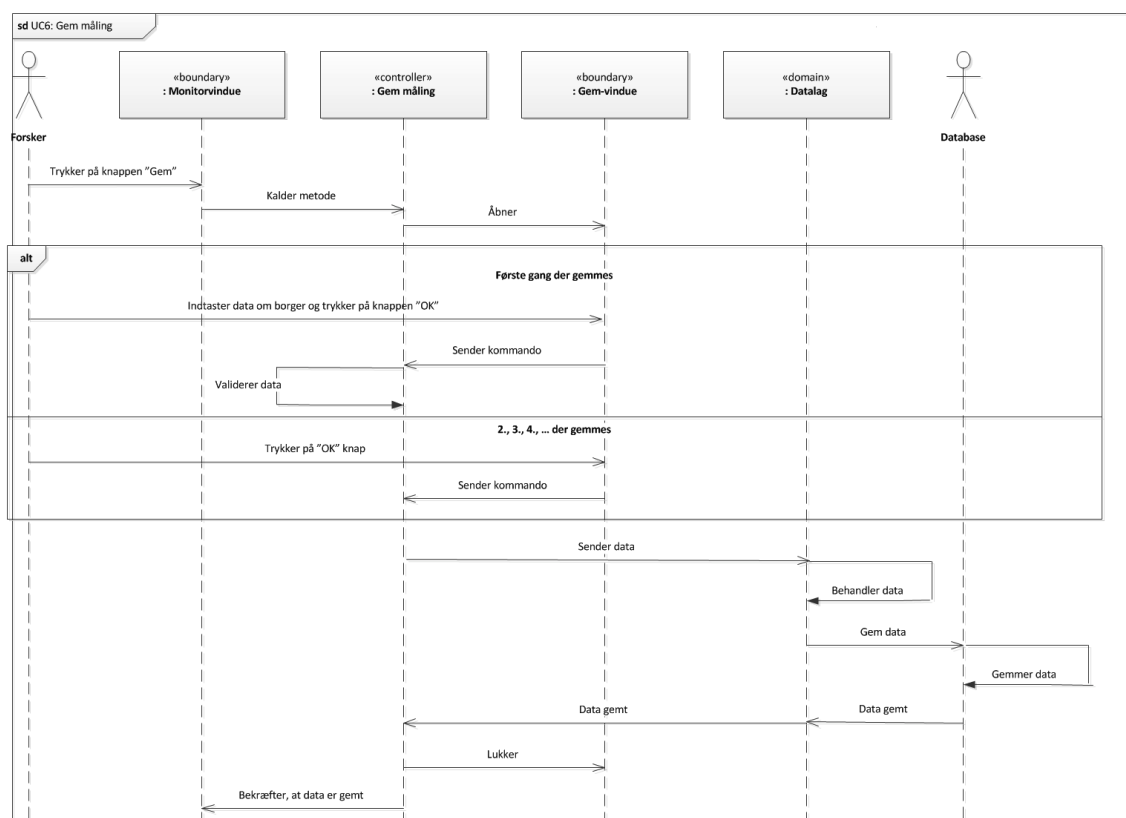 sd UC6: Gem måling
«boundary»
: Monitorvindue
«controller»
: Gem måling
«boundary»
: Gem-vindue
«domain»
: Datalag
Forsker
Database
Trykker på knappen ”Gem”
Kalder metode
Åbner
alt
Første gang der gemmes
Indtaster data om borger og trykker på knappen ”OK”
Sender kommando
Validerer data
2., 3., 4., … der gemmes
Trykker på ”OK” knap
Sender kommando
Sender data
Behandler data
Gem data
Gemmer data
Data gemt
Data gemt
Lukker
Bekræfter, at data er gemt